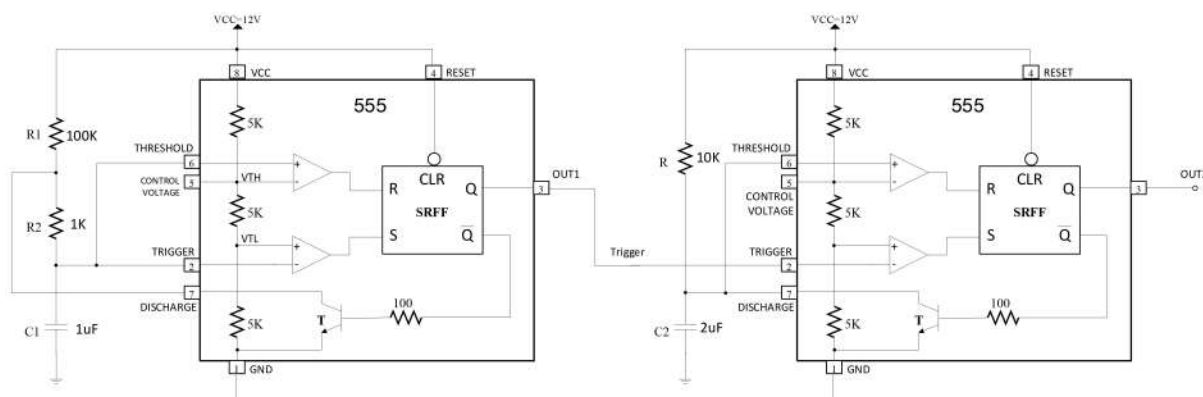 VCC=12V
8 VCC
4 RESET
555
5K
R1 100K
THRESHOLD
6
CONTROL
VOLTAGE
5
VTH
5K
R2 1K
VTL
TRIGGER
2
DISCHARGE
7
CLR
R Q
SRFF
S Q
OUT1
3
100
T
5K
C1 1uF
1 GND
Trigger
VCC=12V
8 VCC
4 RESET
555
5K
R 10K
THRESHOLD
6
5
CONTROL
VOLTAGE
5K
TRIGGER
2
7
DISCHARGE
CLR
R Q
SRFF
S Q
3
100
T
5K
C2 2uF
1 GND